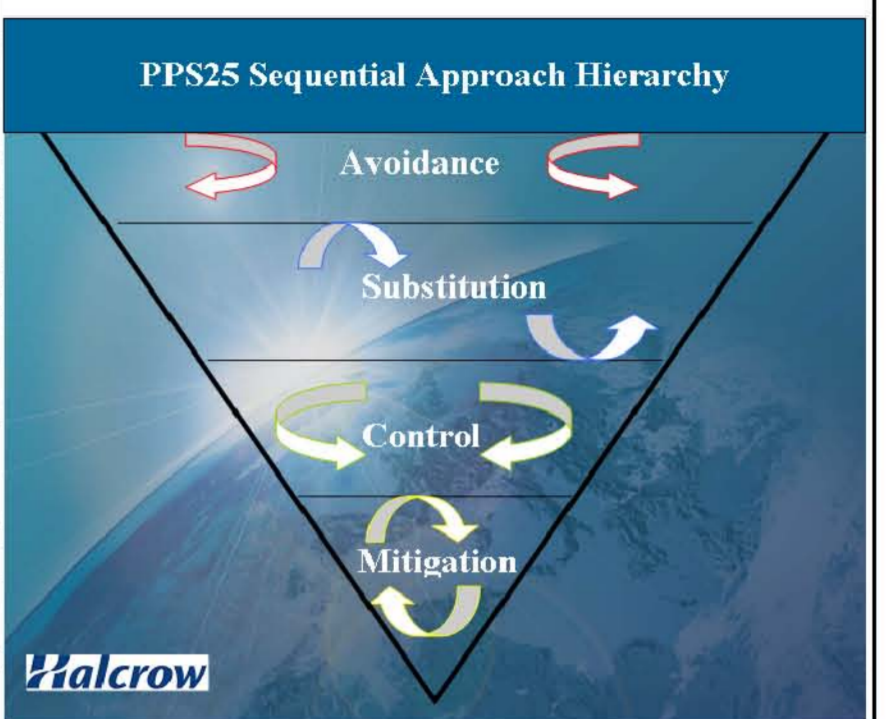 PPS25 Sequential Approach Hierarchy
Avoidance
Substitution
Control
Mitigation
Halcrow